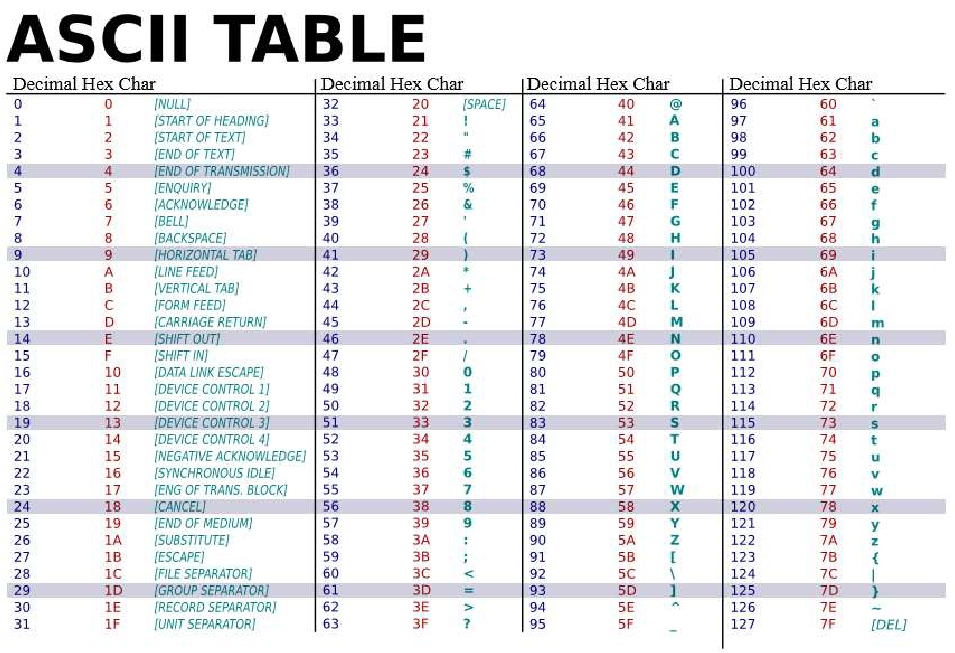 ASCII TABLE
Decimal Hex Char Decimal Hex Char Decimal Hex Char Decimal Hex Char
0 0 [NULL] 32 20 [SPACE] 64 40 @ 96 60 `
1 1 [START OF HEADING] 33 21 ! 65 41 A 97 61 a
2 2 [START OF TEXT] 34 22 " 66 42 B 98 62 b
3 3 [END OF TEXT] 35 23 # 67 43 C 99 63 c
4 4 [END OF TRANSMISSION] 36 24 $ 68 44 D 100 64 d
5 5 [ENQUIRY] 37 25 % 69 45 E 101 65 e
6 6 [ACKNOWLEDGE] 38 26 & 70 46 F 102 66 f
7 7 [BELL] 39 27 ' 71 47 G 103 67 g
8 8 [BACKSPACE] 40 28 ( 72 48 H 104 68 h
9 9 [HORIZONTAL TAB] 41 29 ) 73 49 I 105 69 i
10 A [LINE FEED] 42 2A * 74 4A J 106 6A j
11 B [VERTICAL TAB] 43 2B + 75 4B K 107 6B k
12 C [FORM FEED] 44 2C , 76 4C L 108 6C l
13 D [CARRIAGE RETURN] 45 2D - 77 4D M 109 6D m
14 E [SHIFT OUT] 46 2E . 78 4E N 110 6E n
15 F [SHIFT IN] 47 2F / 79 4F O 111 6F o
16 10 [DATA LINK ESCAPE] 48 30 0 80 50 P 112 70 p
17 11 [DEVICE CONTROL 1] 49 31 1 81 51 Q 113 71 q
18 12 [DEVICE CONTROL 2] 50 32 2 82 52 R 114 72 r
19 13 [DEVICE CONTROL 3] 51 33 3 83 53 S 115 73 s
20 14 [DEVICE CONTROL 4] 52 34 4 84 54 T 116 74 t
21 15 [NEGATIVE ACKNOWLEDGE] 53 35 5 85 55 U 117 75 u
22 16 [SYNCHRONOUS IDLE] 54 36 6 86 56 V 118 76 v
23 17 [ENG OF TRANS. BLOCK] 55 37 7 87 57 W 119 77 w
24 18 [CANCEL] 56 38 8 88 58 X 120 78 x
25 19 [END OF MEDIUM] 57 39 9 89 59 Y 121 79 y
26 1A [SUBSTITUTE] 58 3A : 90 5A Z 122 7A z
27 1B [ESCAPE] 59 3B ; 91 5B [ 123 7B {
28 1C [FILE SEPARATOR] 60 3C < 92 5C \ 124 7C |
29 1D [GROUP SEPARATOR] 61 3D = 93 5D ] 125 7D }
30 1E [RECORD SEPARATOR] 62 3E > 94 5E ^ 126 7E ~
31 1F [UNIT SEPARATOR] 63 3F ? 95 5F _ 127 7F [DEL]